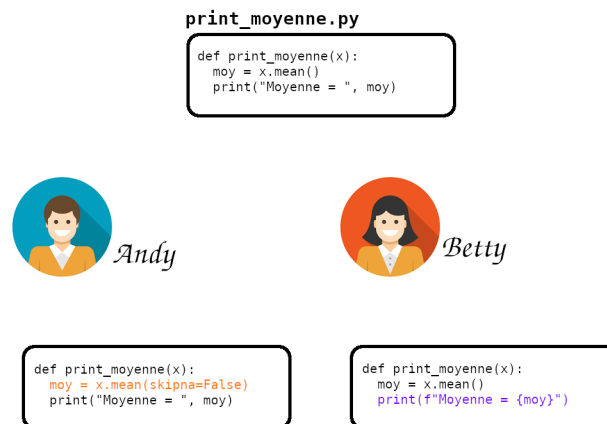 print_moyenne.py
def print_moyenne(x):
  moy = x.mean()
  print("Moyenne = ", moy)
Andy
Betty
def print_moyenne(x):
  moy = x.mean(skipna=False)
  print("Moyenne = ", moy)
def print_moyenne(x):
  moy = x.mean()
  print(f"Moyenne = {moy}")